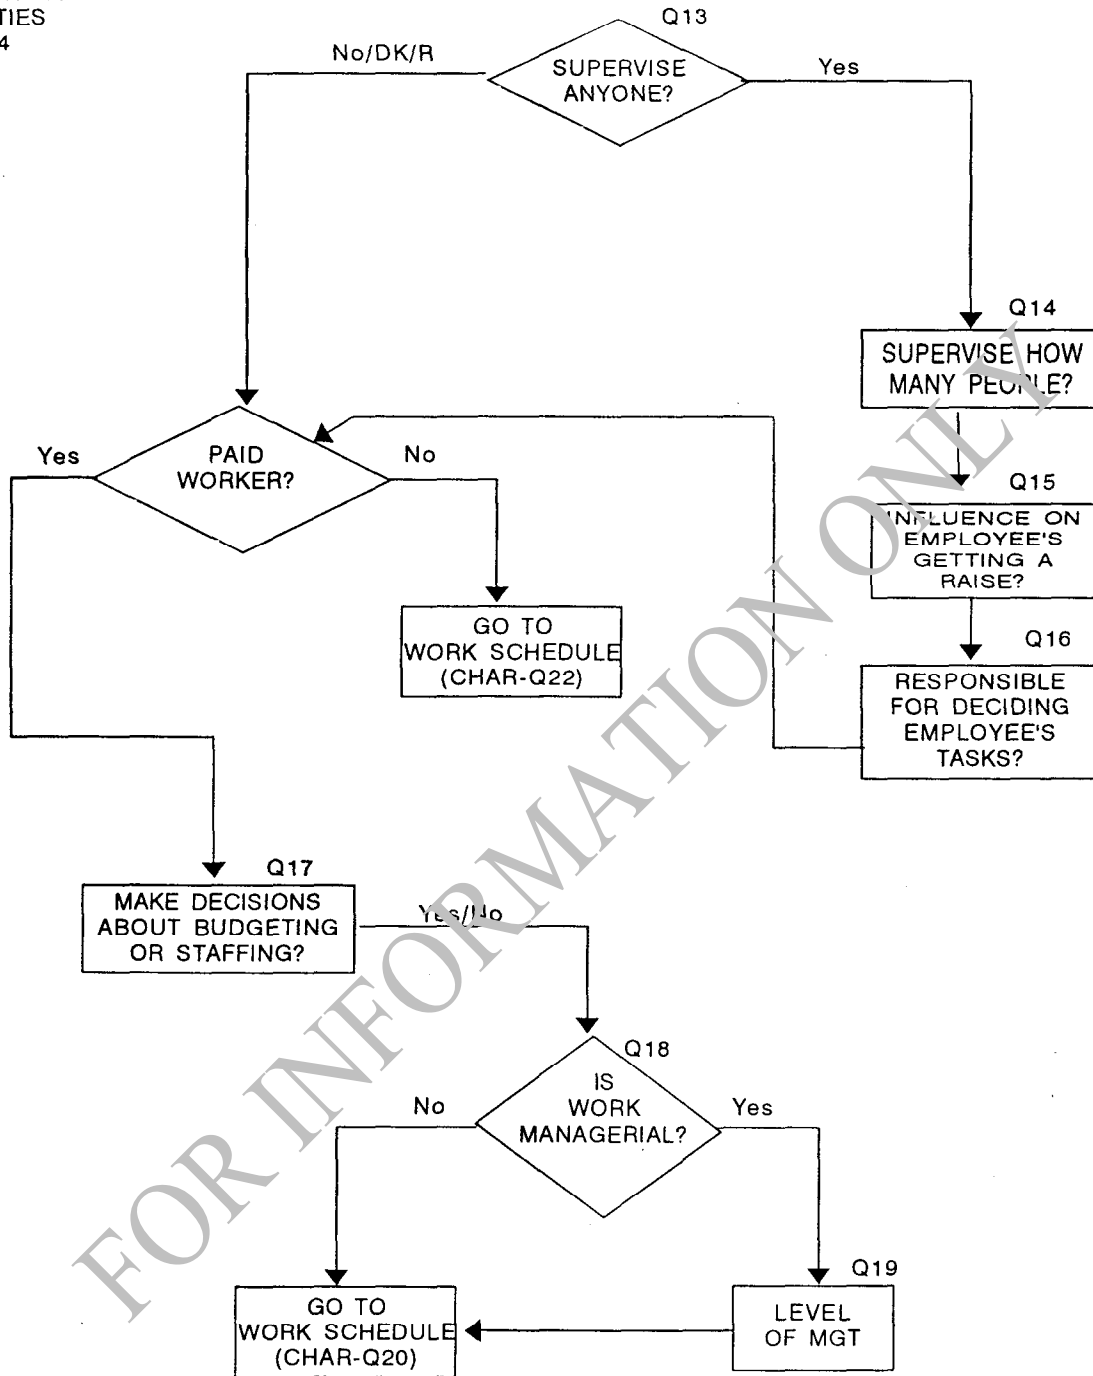 TIES
4
Q13
No/DK/R
SUPERVISE
ANYONE?
Yes
Q14
SUPERVISE HOW
MANY PEOPLE?
Yes
PAID
WORKER?
No
Q15
INFLUENCE ON
EMPLOYEE'S
GETTING A
RAISE?
GO TO
WORK SCHEDULE
(CHAR-Q22)
Q16
RESPONSIBLE
FOR DECIDING
EMPLOYEE'S
TASKS?
Q17
MAKE DECISIONS
ABOUT BUDGETING
OR STAFFING?
Yes/No
Q18
IS
WORK
MANAGERIAL?
No
Yes
Q19
LEVEL
OF MGT
GO TO
WORK SCHEDULE
(CHAR-Q20)
FOR INFORMATION ONLY